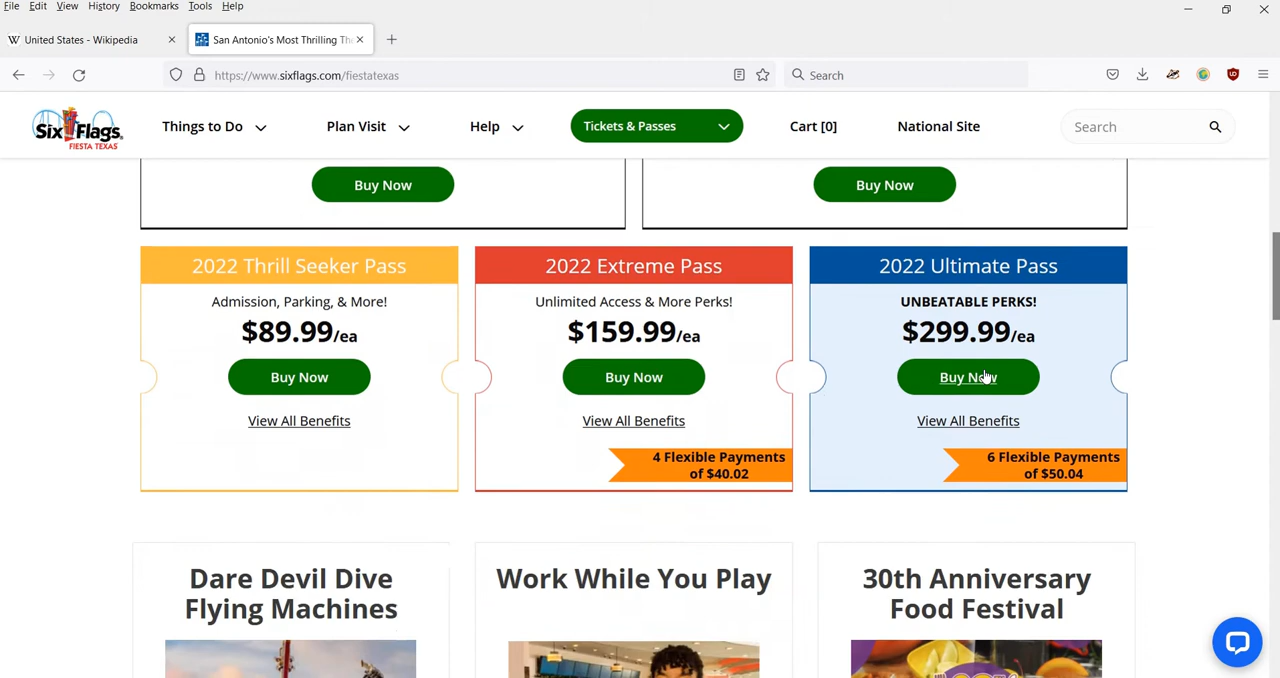 File Edit View History Bookmarks Tools Help
United States - Wikipedia San Antonio's Most Thrilling The
https://www.sixflags.com/fiestatexas Search
Six Flags FIESTA TEXAS Things to Do Plan Visit Help Tickets & Passes Cart [0] National Site Search
Buy Now Buy Now
2022 Thrill Seeker Pass
Admission, Parking, & More!
$89.99/ea
Buy Now
View All Benefits
2022 Extreme Pass
Unlimited Access & More Perks!
$159.99/ea
Buy Now
View All Benefits
4 Flexible Payments
of $40.02
2022 Ultimate Pass
UNBEATABLE PERKS!
$299.99/ea
Buy Now
View All Benefits
6 Flexible Payments
of $50.04
Dare Devil Dive
Flying Machines
Work While You Play
30th Anniversary
Food Festival